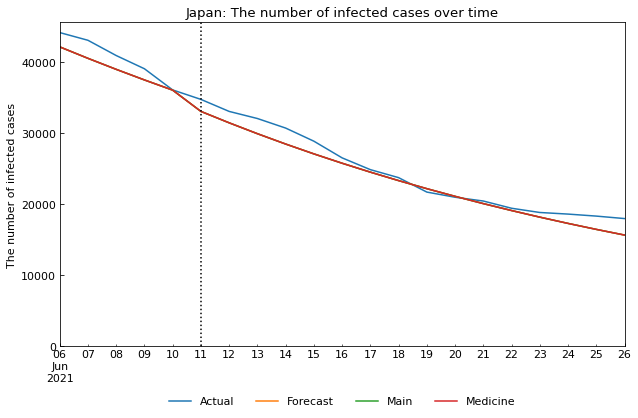 Japan: The number of infected cases over time
The number of infected cases
40000
30000
20000
10000
0
06 07 08 09 10 11 12 13 14 15 16 17 18 19 20 21 22 23 24 25 26
Jun
2021
Actual Forecast Main Medicine